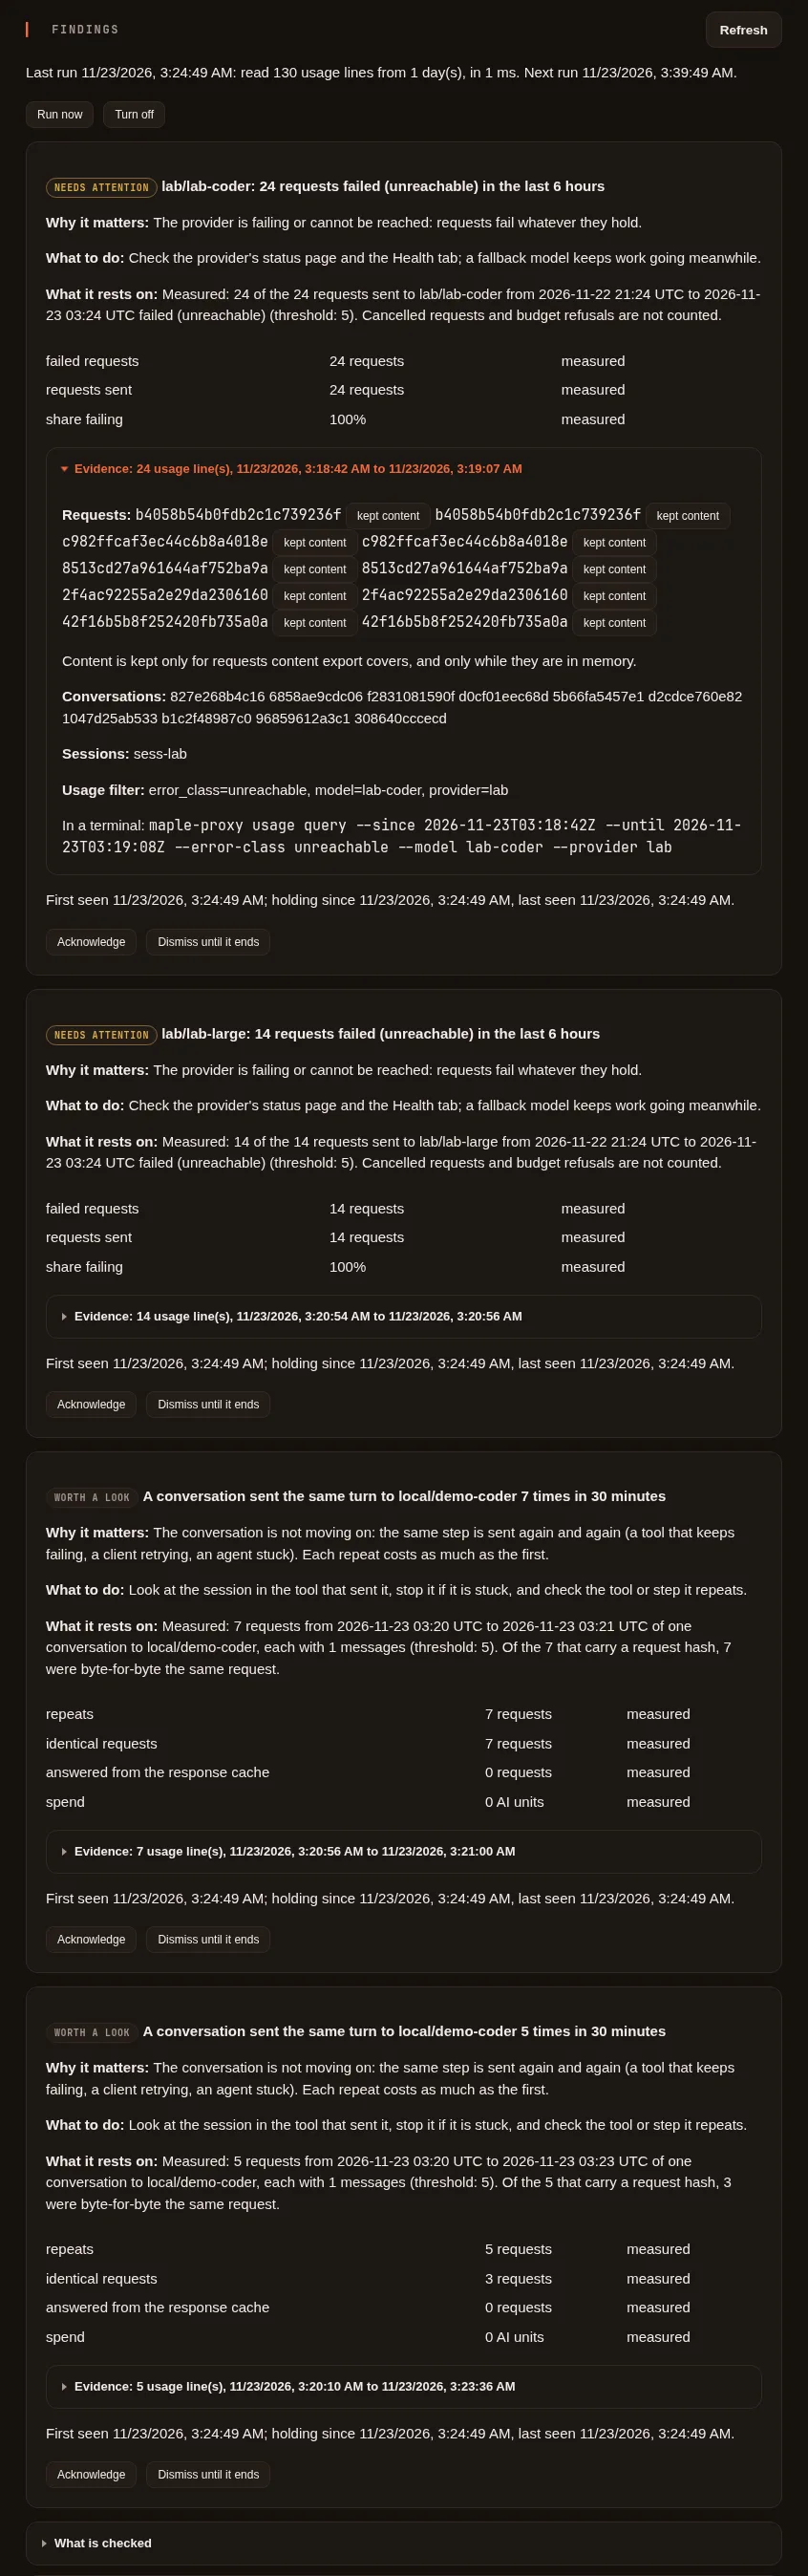 FINDINGS
Refresh
Last run 11/23/2026, 3:24:49 AM: read 130 usage lines from 1 day(s), in 1 ms. Next run 11/23/2026, 3:39:49 AM.
Run now Turn off
NEEDS ATTENTION lab/lab-coder: 24 requests failed (unreachable) in the last 6 hours
Why it matters: The provider is failing or cannot be reached: requests fail whatever they hold.
What to do: Check the provider's status page and the Health tab; a fallback model keeps work going meanwhile.
What it rests on: Measured: 24 of the 24 requests sent to lab/lab-coder from 2026-11-22 21:24 UTC to 2026-11-
23 03:24 UTC failed (unreachable) (threshold: 5). Cancelled requests and budget refusals are not counted.
failed requests 24 requests measured
requests sent 24 requests measured
share failing 100% measured
Evidence: 24 usage line(s), 11/23/2026, 3:18:42 AM to 11/23/2026, 3:19:07 AM
Requests: b4058b54b0fdb2c1c739236f kept content b4058b54b0fdb2c1c739236f kept content
c982ffcaf3ec44c6b8a4018e kept content c982ffcaf3ec44c6b8a4018e kept content
8513cd27a961644af752ba9a kept content 8513cd27a961644af752ba9a kept content
2f4ac92255a2e29da2306160 kept content 2f4ac92255a2e29da2306160 kept content
42f16b5b8f252420fb735a0a kept content 42f16b5b8f252420fb735a0a kept content
Content is kept only for requests content export covers, and only while they are in memory.
Conversations: 827e268b4c16 6858ae9cdc06 f2831081590f d0cf01eec68d 5b66fa5457e1 d2cdce760e82
1047d25ab533 b1c2f48987c0 96859612a3c1 308640cccecd
Sessions: sess-lab
Usage filter: error_class=unreachable, model=lab-coder, provider=lab
In a terminal: maple-proxy usage query --since 2026-11-23T03:18:42Z --until 2026-11-
23T03:19:08Z --error-class unreachable --model lab-coder --provider lab
First seen 11/23/2026, 3:24:49 AM; holding since 11/23/2026, 3:24:49 AM, last seen 11/23/2026, 3:24:49 AM.
Acknowledge Dismiss until it ends
NEEDS ATTENTION lab/lab-large: 14 requests failed (unreachable) in the last 6 hours
Why it matters: The provider is failing or cannot be reached: requests fail whatever they hold.
What to do: Check the provider's status page and the Health tab; a fallback model keeps work going meanwhile.
What it rests on: Measured: 14 of the 14 requests sent to lab/lab-large from 2026-11-22 21:24 UTC to 2026-11-
23 03:24 UTC failed (unreachable) (threshold: 5). Cancelled requests and budget refusals are not counted.
failed requests 14 requests measured
requests sent 14 requests measured
share failing 100% measured
Evidence: 14 usage line(s), 11/23/2026, 3:20:54 AM to 11/23/2026, 3:20:56 AM
First seen 11/23/2026, 3:24:49 AM; holding since 11/23/2026, 3:24:49 AM, last seen 11/23/2026, 3:24:49 AM.
Acknowledge Dismiss until it ends
WORTH A LOOK A conversation sent the same turn to local/demo-coder 7 times in 30 minutes
Why it matters: The conversation is not moving on: the same step is sent again and again (a tool that keeps
failing, a client retrying, an agent stuck). Each repeat costs as much as the first.
What to do: Look at the session in the tool that sent it, stop it if it is stuck, and check the tool or step it repeats.
What it rests on: Measured: 7 requests from 2026-11-23 03:20 UTC to 2026-11-23 03:21 UTC of one
conversation to local/demo-coder, each with 1 messages (threshold: 5). Of the 7 that carry a request hash, 7
were byte-for-byte the same request.
repeats 7 requests measured
identical requests 7 requests measured
answered from the response cache 0 requests measured
spend 0 AI units measured
Evidence: 7 usage line(s), 11/23/2026, 3:20:56 AM to 11/23/2026, 3:21:00 AM
First seen 11/23/2026, 3:24:49 AM; holding since 11/23/2026, 3:24:49 AM, last seen 11/23/2026, 3:24:49 AM.
Acknowledge Dismiss until it ends
WORTH A LOOK A conversation sent the same turn to local/demo-coder 5 times in 30 minutes
Why it matters: The conversation is not moving on: the same step is sent again and again (a tool that keeps
failing, a client retrying, an agent stuck). Each repeat costs as much as the first.
What to do: Look at the session in the tool that sent it, stop it if it is stuck, and check the tool or step it repeats.
What it rests on: Measured: 5 requests from 2026-11-23 03:20 UTC to 2026-11-23 03:23 UTC of one
conversation to local/demo-coder, each with 1 messages (threshold: 5). Of the 5 that carry a request hash, 3
were byte-for-byte the same request.
repeats 5 requests measured
identical requests 3 requests measured
answered from the response cache 0 requests measured
spend 0 AI units measured
Evidence: 5 usage line(s), 11/23/2026, 3:20:10 AM to 11/23/2026, 3:23:36 AM
First seen 11/23/2026, 3:24:49 AM; holding since 11/23/2026, 3:24:49 AM, last seen 11/23/2026, 3:24:49 AM.
Acknowledge Dismiss until it ends
What is checked